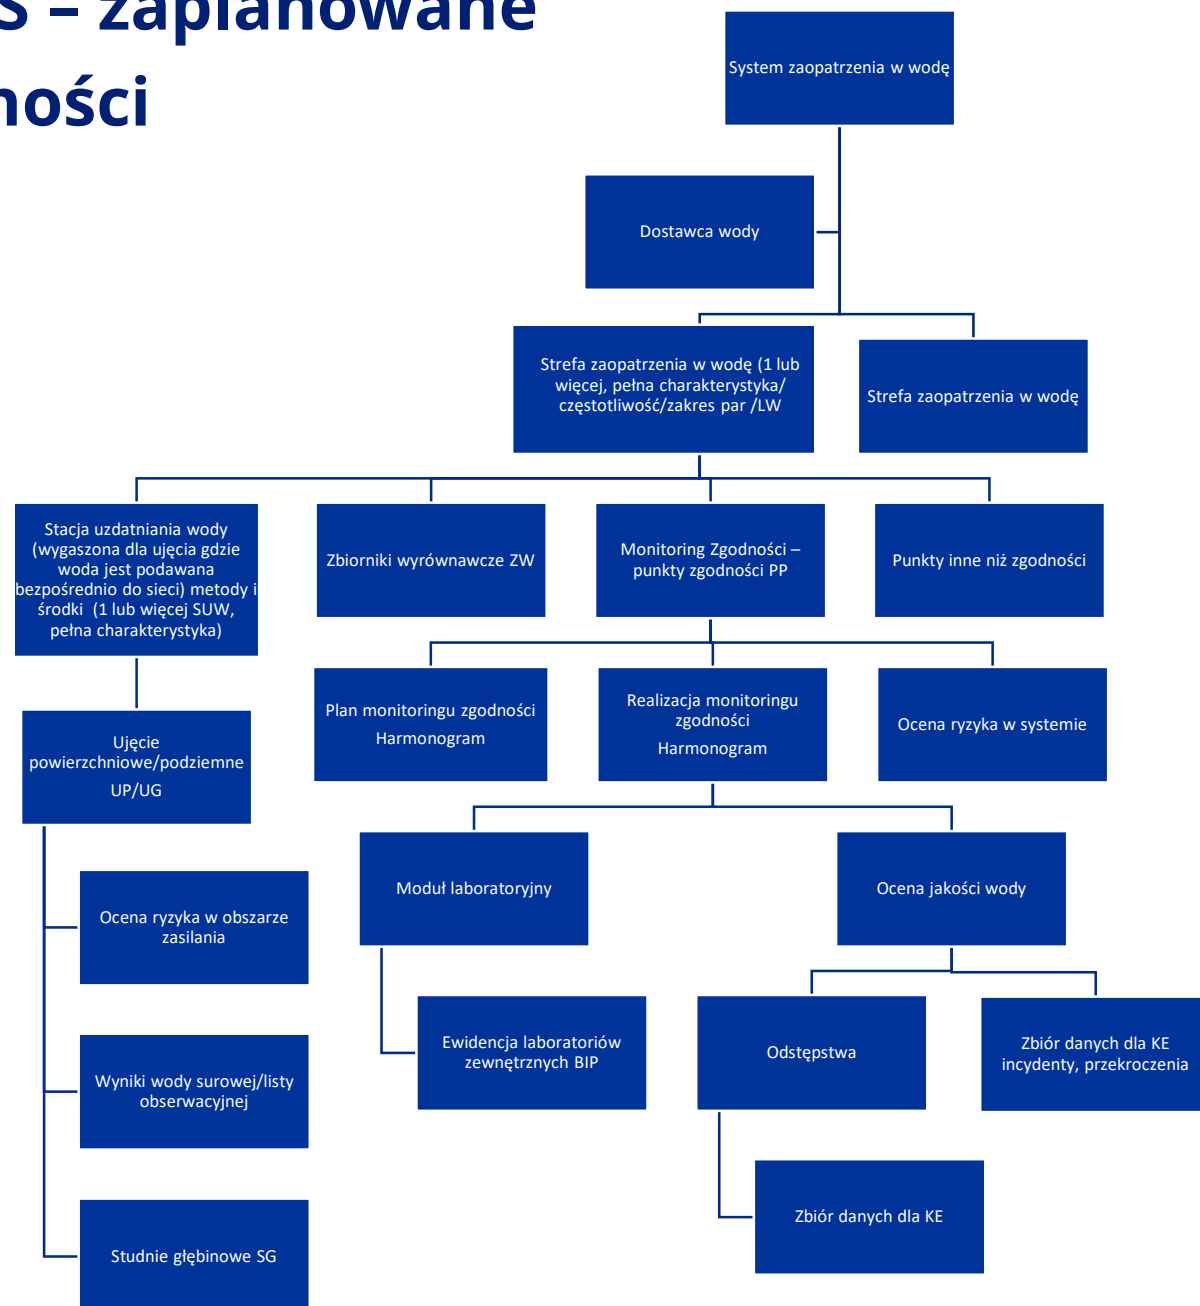 S – zaplanowane
ności
System zaopatrzenia w wodę
Dostawca wody
Strefa zaopatrzenia w wodę (1 lub
więcej, pełna charakterystyka/
częstotliwość/zakres par /LW
Strefa zaopatrzenia w wodę
Stacja uzdatniania wody
(wygaszona dla ujęcia gdzie
woda jest podawana
bezpośrednio do sieci) metody i
środki (1 lub więcej SUW,
pełna charakterystyka)
Zbiorniki wyrównawcze ZW
Monitoring Zgodności –
punkty zgodności PP
Punkty inne niż zgodności
Plan monitoringu zgodności
Harmonogram
Realizacja monitoringu
zgodności
Harmonogram
Ocena ryzyka w systemie
Ujęcie
powierzchniowe/podziemne
UP/UG
Moduł laboratoryjny
Ocena jakości wody
Ocena ryzyka w obszarze
zasilania
Ewidencja laboratoriów
zewnętrznych BIP
Odstępstwa
Zbiór danych dla KE
incydenty, przekroczenia
Wyniki wody surowej/listy
obserwacyjnej
Zbiór danych dla KE
Studnie głębinowe SG